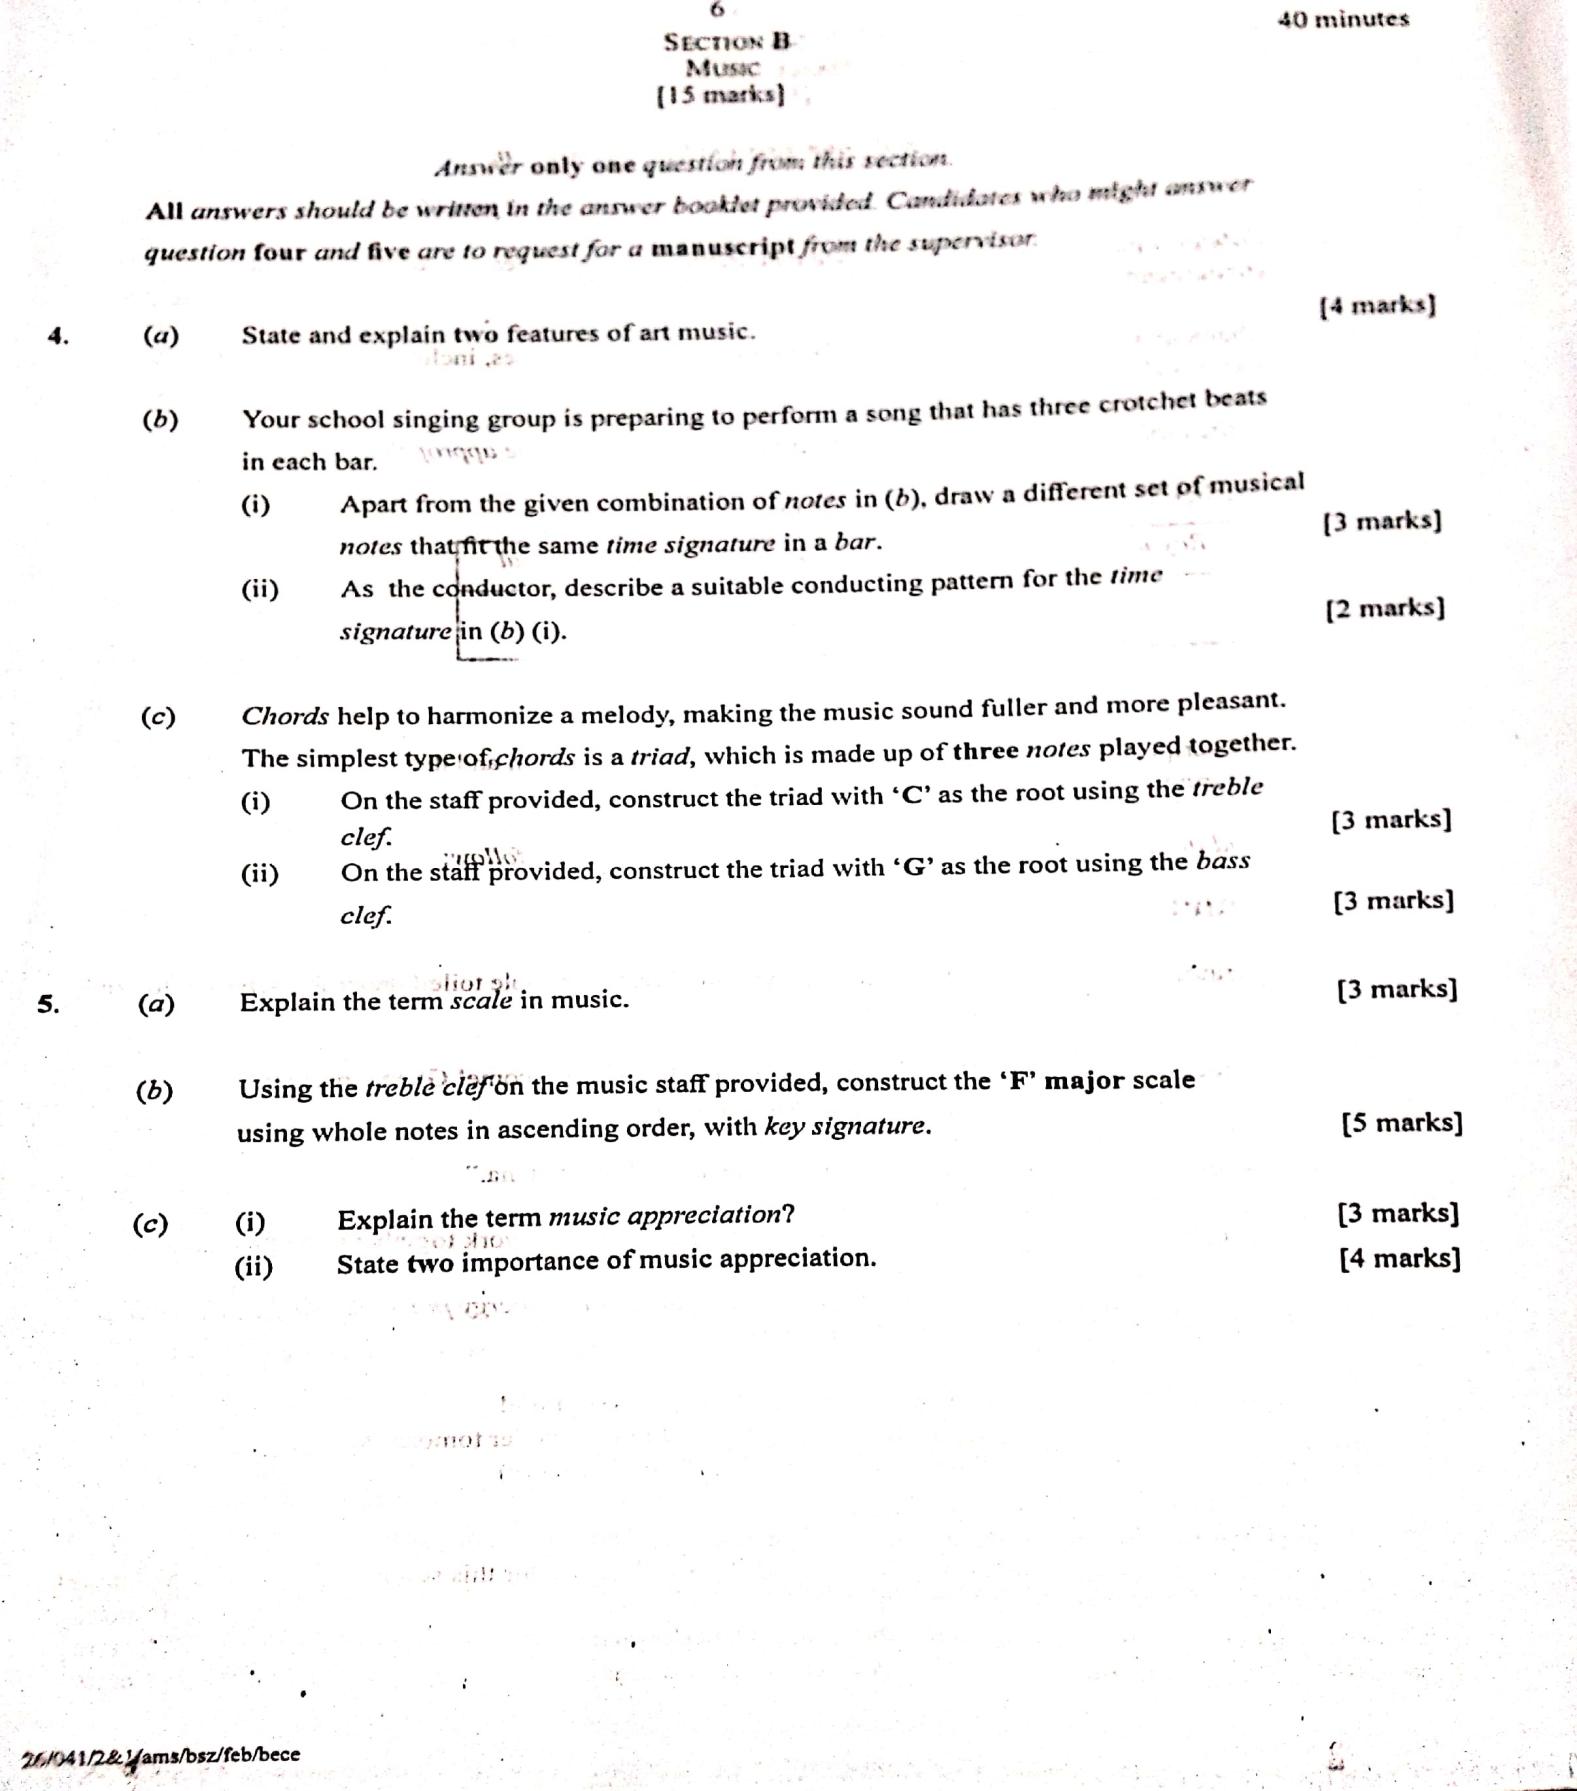 6
40 minutes
SECTION B
MUSIC
[15 marks]
Answer only one question from this section.
All answers should be written in the answer booklet provided. Candidates who might answer
question four and five are to request for a manuscript from the supervisor.
4. (a) State and explain two features of art music. [4 marks]
(b) Your school singing group is preparing to perform a song that has three crotchet beats
in each bar.
(i) Apart from the given combination of notes in (b), draw a different set of musical
notes that fit the same time signature in a bar. [3 marks]
(ii) As the conductor, describe a suitable conducting pattern for the time
signature in (b) (i). [2 marks]
(c) Chords help to harmonize a melody, making the music sound fuller and more pleasant.
The simplest type of chords is a triad, which is made up of three notes played together.
(i) On the staff provided, construct the triad with ‘C’ as the root using the treble
clef. [3 marks]
(ii) On the staff provided, construct the triad with ‘G’ as the root using the bass
clef. [3 marks]
5. (a) Explain the term scale in music. [3 marks]
(b) Using the treble clef on the music staff provided, construct the ‘F’ major scale
using whole notes in ascending order, with key signature. [5 marks]
(c) (i) Explain the term music appreciation? [3 marks]
(ii) State two importance of music appreciation. [4 marks]